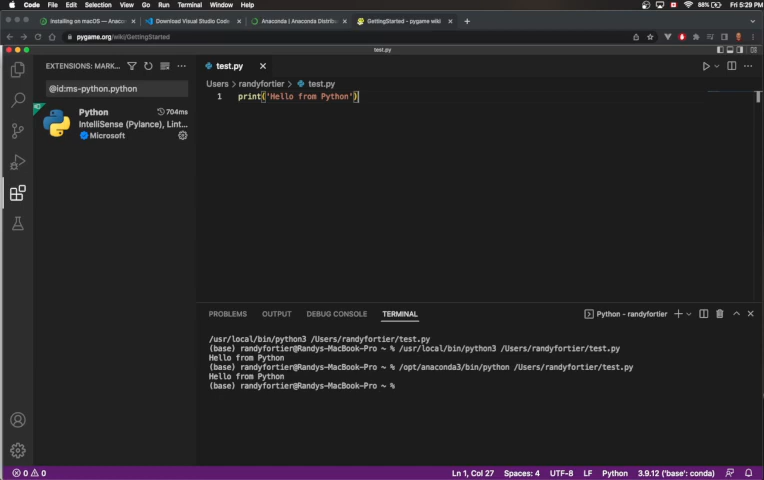 Code File Edit Selection View Go Run Terminal Window Help 88% Fri 5:29 PM
Installing on macOS — Anacon Download Visual Studio Code Anaconda | Anaconda Distribu GettingStarted - pygame wiki
pygame.org/wiki/GettingStarted
test.py
EXTENSIONS: MARK... test.py
@id:ms-python.python
Users > randyfortier > test.py
1 print('Hello from Python')
Python 704ms
IntelliSense (Pylance), Lint...
Microsoft
PROBLEMS OUTPUT DEBUG CONSOLE TERMINAL Python - randyfortier
/usr/local/bin/python3 /Users/randyfortier/test.py
(base) randyfortier@Randys-MacBook-Pro ~ % /usr/local/bin/python3 /Users/randyfortier/test.py
Hello from Python
(base) randyfortier@Randys-MacBook-Pro ~ % /opt/anaconda3/bin/python /Users/randyfortier/test.py
Hello from Python
(base) randyfortier@Randys-MacBook-Pro ~ %
0 0 Ln 1, Col 27 Spaces: 4 UTF-8 LF Python 3.9.12 ('base': conda)